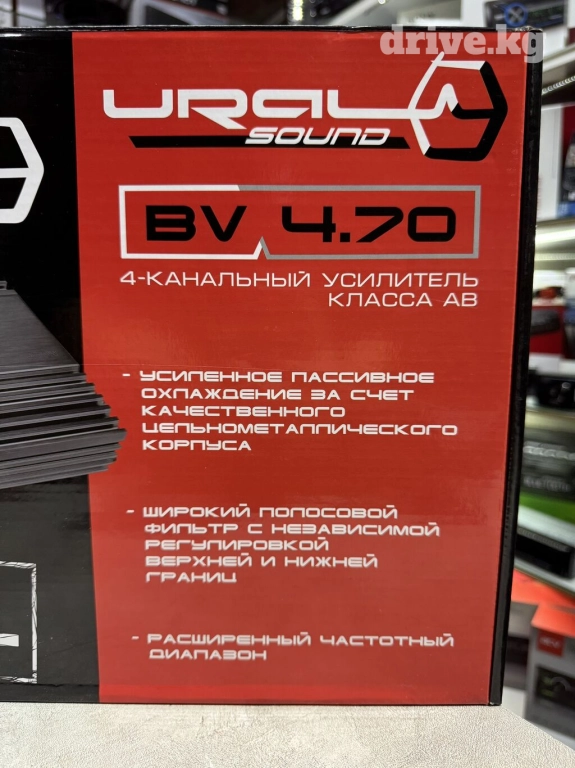 drive.kg
URAL
SOUND
BV 4.70
4-КАНАЛЬНЫЙ УСИЛИТЕЛЬ
КЛАССА АВ
- УСИЛЕННОЕ ПАССИВНОЕ
ОХЛАЖДЕНИЕ ЗА СЧЕТ
КАЧЕСТВЕННОГО
ЦЕЛЬНОМЕТАЛЛИЧЕСКОГО
КОРПУСА
- ШИРОКИЙ ПОЛОСОВОЙ
ФИЛЬТР С НЕЗАВИСИМОЙ
РЕГУЛИРОВКОЙ
ВЕРХНЕЙ И НИЖНЕЙ
ГРАНИЦ
- РАСШИРЕННЫЙ ЧАСТОТНЫЙ
ДИАПАЗОН